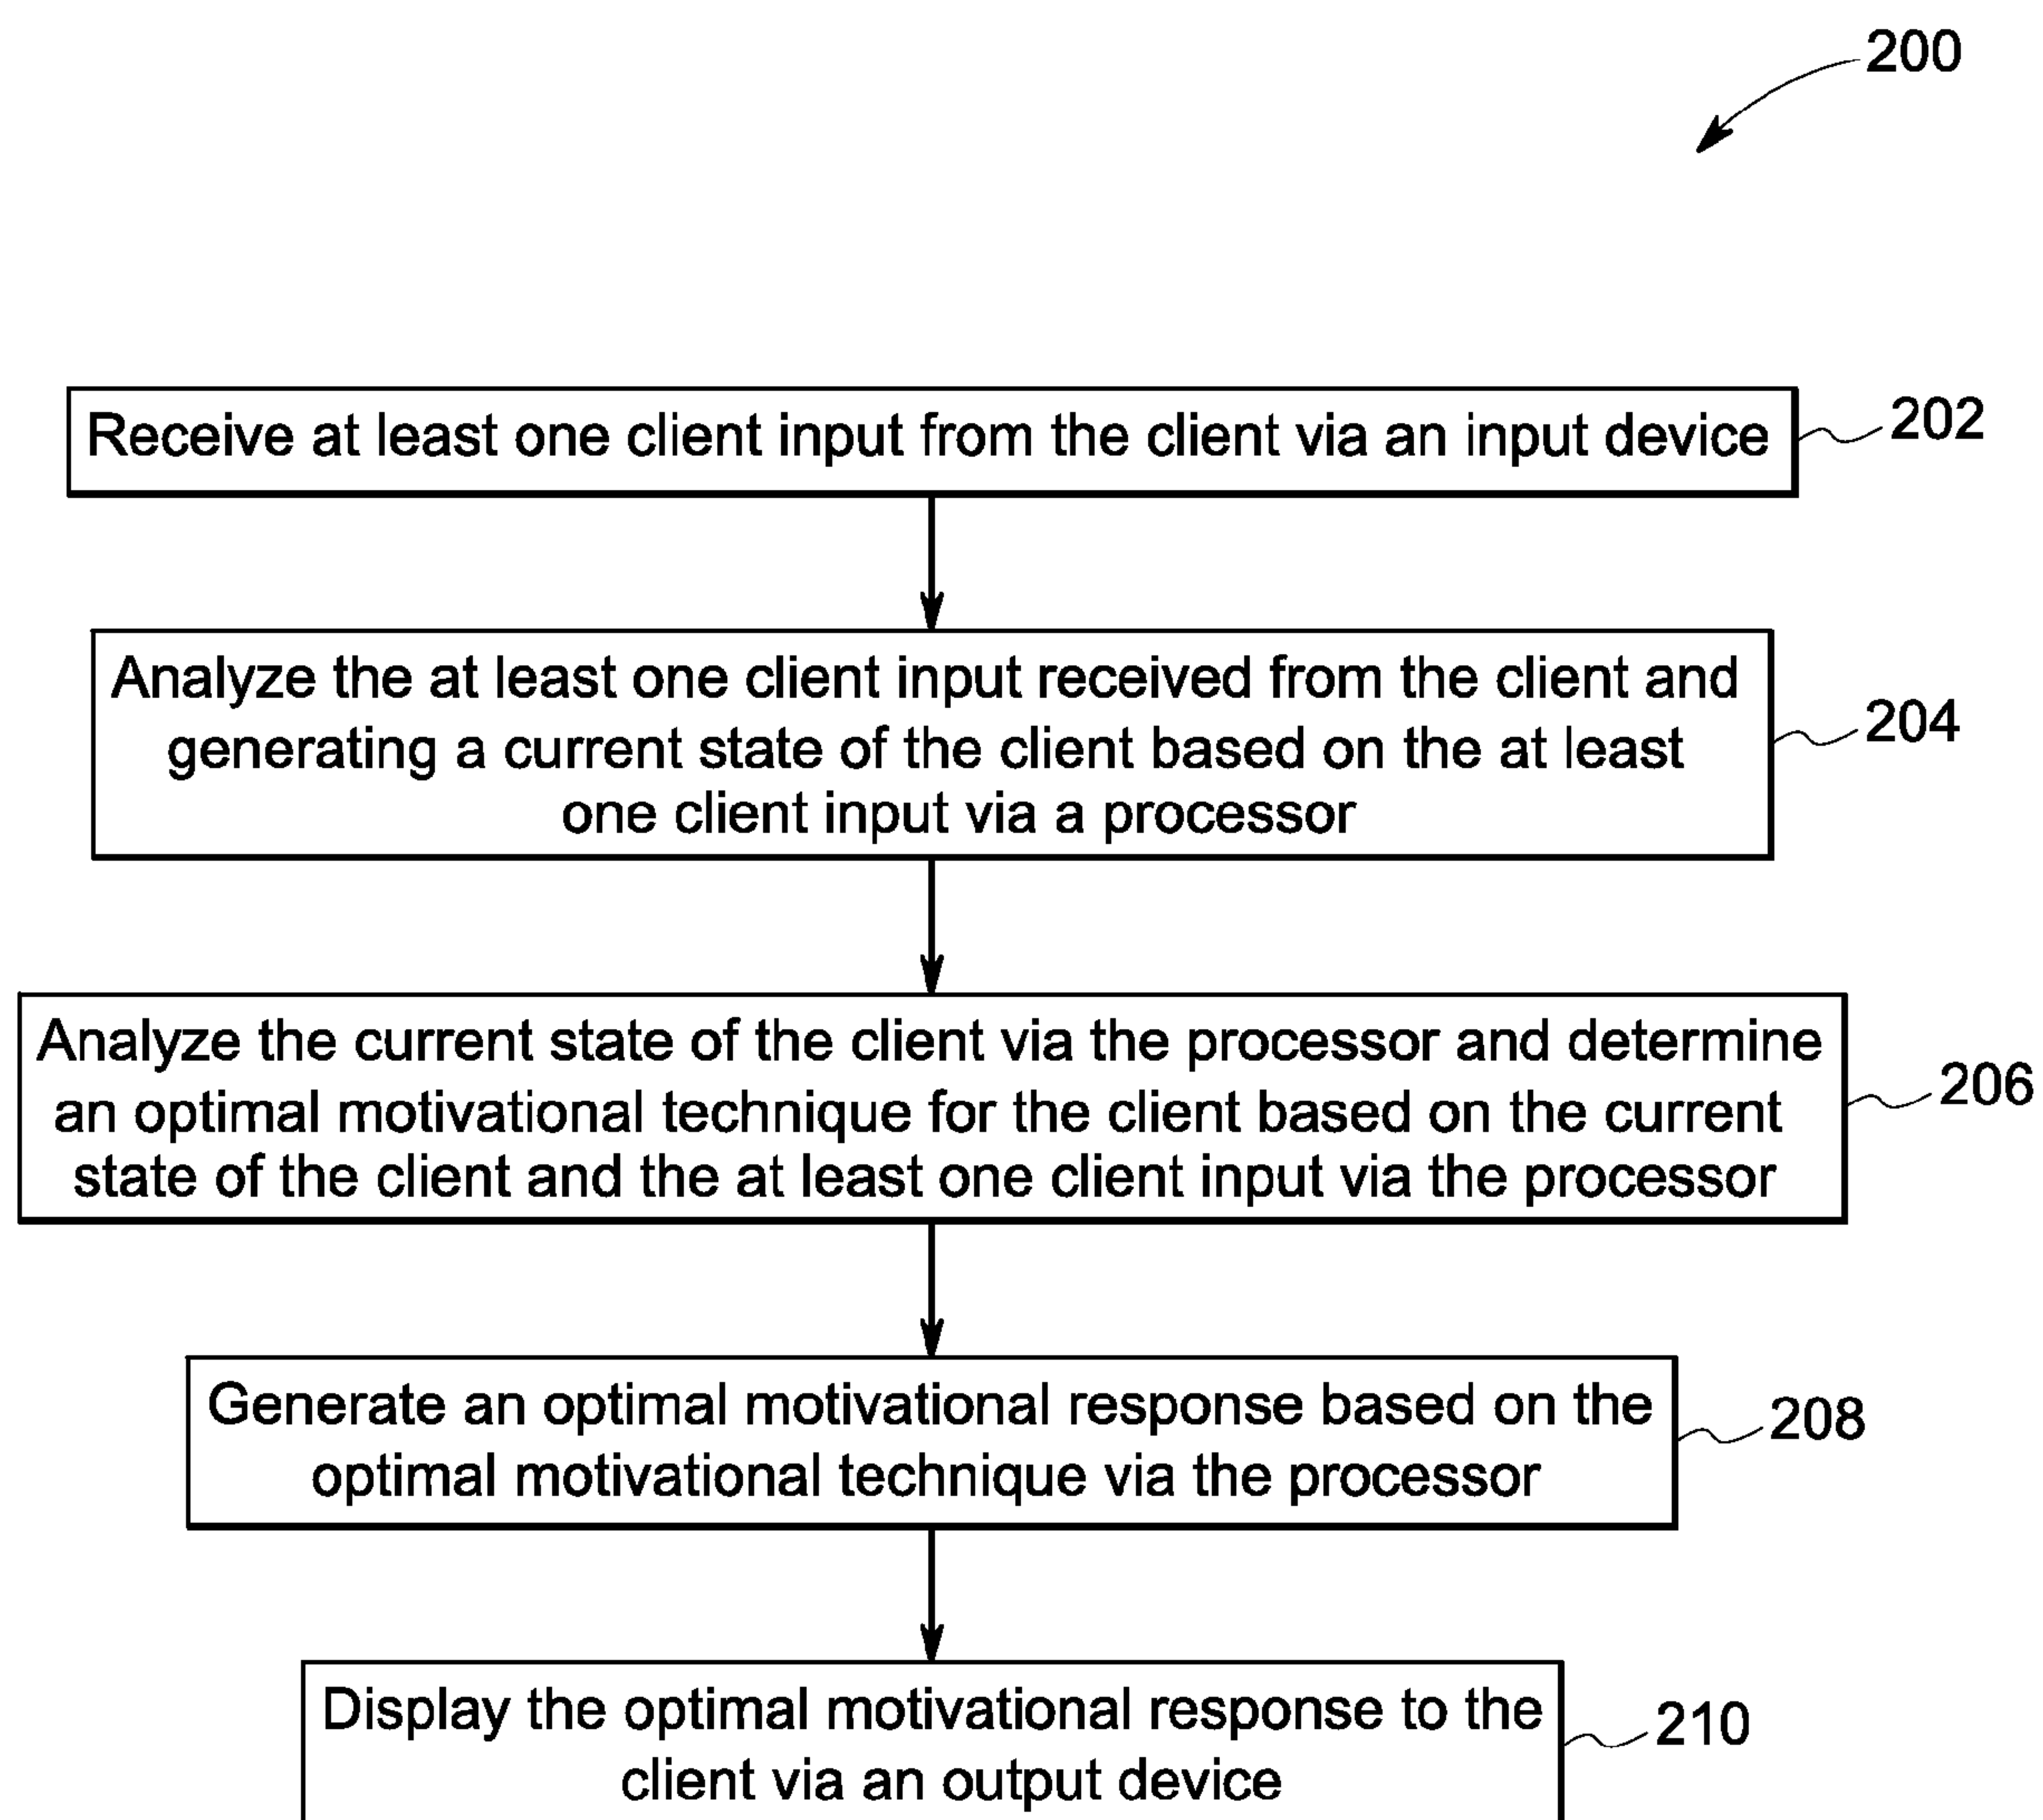 200
Receive at least one client input from the client via an input device
202
Analyze the at least one client input received from the client and
generating a current state of the client based on the at least
one client input via a processor
204
Analyze the current state of the client via the processor and determine
an optimal motivational technique for the client based on the current
state of the client and the at least one client input via the processor
206
Generate an optimal motivational response based on the
optimal motivational technique via the processor
208
Display the optimal motivational response to the
client via an output device
210